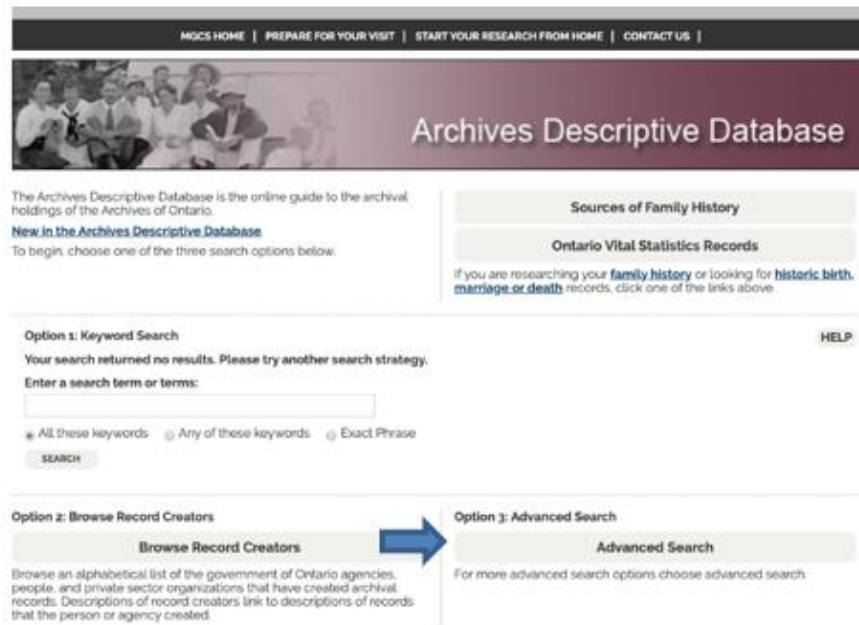 MGCS HOME | PREPARE FOR YOUR VISIT | START YOUR RESEARCH FROM HOME | CONTACT US |
Archives Descriptive Database
The Archives Descriptive Database is the online guide to the archival
holdings of the Archives of Ontario.
New in the Archives Descriptive Database
To begin, choose one of the three search options below.
Sources of Family History
Ontario Vital Statistics Records
If you are researching your family history or looking for historic birth,
marriage or death records, click one of the links above.
Option 1: Keyword Search
HELP
Your search returned no results. Please try another search strategy.
Enter a search term or terms:
All these keywords Any of these keywords Exact Phrase
SEARCH
Option 2: Browse Record Creators
Browse Record Creators
Browse an alphabetical list of the government of Ontario agencies,
people, and private sector organizations that have created archival
records. Descriptions of record creators link to descriptions of records
that the person or agency created.
Option 3: Advanced Search
Advanced Search
For more advanced search options choose advanced search.